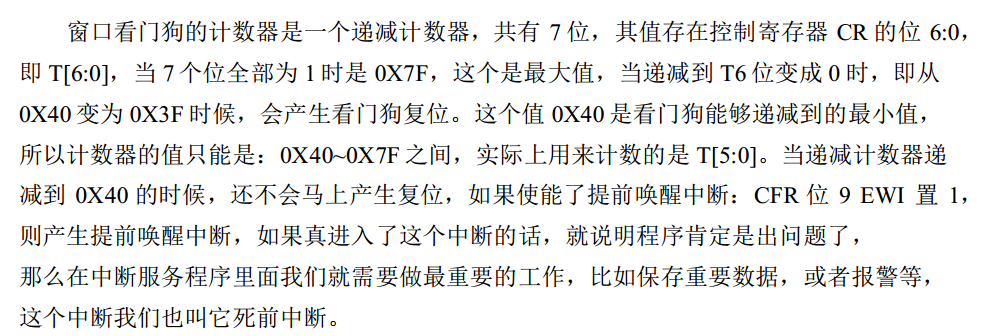 窗口看门狗的计数器是一个递减计数器，共有 7 位，其值存在控制寄存器 CR 的位 6:0，
即 T[6:0]，当 7 个位全部为 1 时是 0X7F，这个是最大值，当递减到 T6 位变成 0 时，即从
0X40 变为 0X3F 时候，会产生看门狗复位。这个值 0X40 是看门狗能够递减到的最小值，
所以计数器的值只能是：0X40~0X7F 之间，实际上用来计数的是 T[5:0]。当递减计数器递
减到 0X40 的时候，还不会马上产生复位，如果使能了提前唤醒中断：CFR 位 9 EWI 置 1，
则产生提前唤醒中断，如果真进入了这个中断的话，就说明程序肯定是出问题了，
那么在中断服务程序里面我们就需要做最重要的工作，比如保存重要数据，或者报警等，
这个中断我们也叫它死前中断。